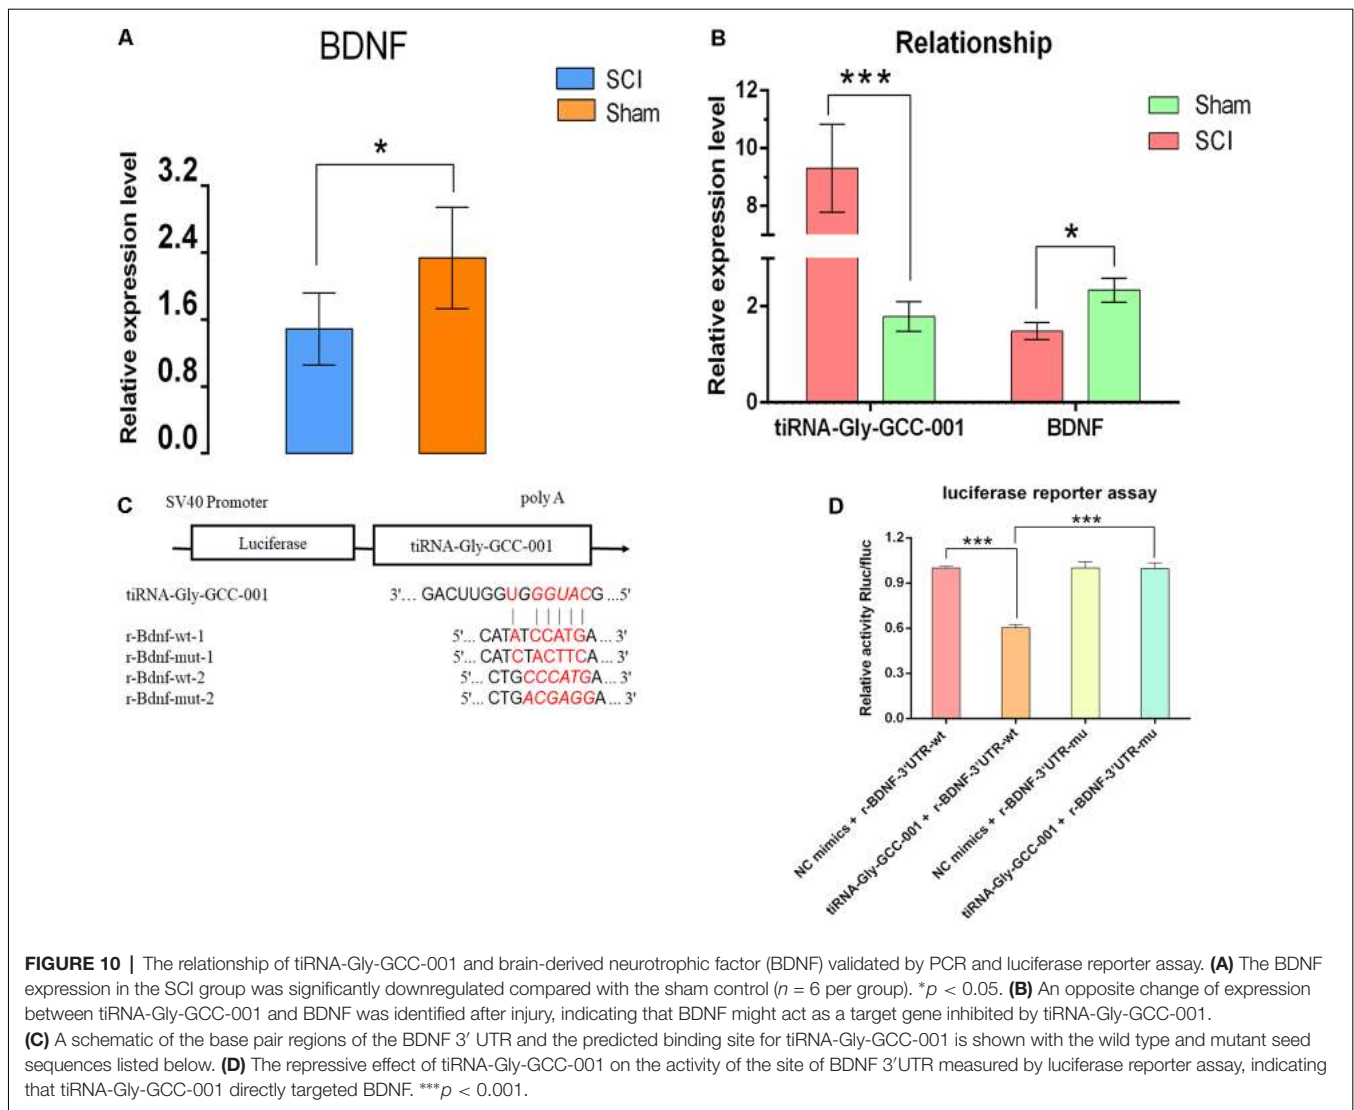 A
BDNF
SCI
Sham
*
Relative expression level
3.2
2.4
1.6
0.8
0.0
B
Relationship
Sham
SCI
***
*
Relative expression level
12
10
8
2
0
tiRNA-Gly-GCC-001
BDNF
C
SV40 Promoter
poly A
Luciferase
tiRNA-Gly-GCC-001
tiRNA-Gly-GCC-001 3'... GACUUGGUGGGUACG ...5'
r-Bdnf-wt-1 5'... CATATCCATGA ... 3'
r-Bdnf-mut-1 5'... CATCTACTTCA ... 3'
r-Bdnf-wt-2 5'... CTGCCCATGA ... 3'
r-Bdnf-mut-2 5'... CTGACGAGGA ... 3'
D
luciferase reporter assay
***
***
Relative activity Rluc/fluc
1.2
0.9
0.6
0.3
0.0
NC mimics + r-BDNF-3'UTR-wt
tiRNA-Gly-GCC-001 + r-BDNF-3'UTR-wt
NC mimics + r-BDNF-3'UTR-mu
tiRNA-Gly-GCC-001 + r-BDNF-3'UTR-mu
FIGURE 10 | The relationship of tiRNA-Gly-GCC-001 and brain-derived neurotrophic factor (BDNF) validated by PCR and luciferase reporter assay. (A) The BDNF
expression in the SCI group was significantly downregulated compared with the sham control (n = 6 per group). *p < 0.05. (B) An opposite change of expression
between tiRNA-Gly-GCC-001 and BDNF was identified after injury, indicating that BDNF might act as a target gene inhibited by tiRNA-Gly-GCC-001.
(C) A schematic of the base pair regions of the BDNF 3′ UTR and the predicted binding site for tiRNA-Gly-GCC-001 is shown with the wild type and mutant seed
sequences listed below. (D) The repressive effect of tiRNA-Gly-GCC-001 on the activity of the site of BDNF 3′UTR measured by luciferase reporter assay, indicating
that tiRNA-Gly-GCC-001 directly targeted BDNF. ***p < 0.001.